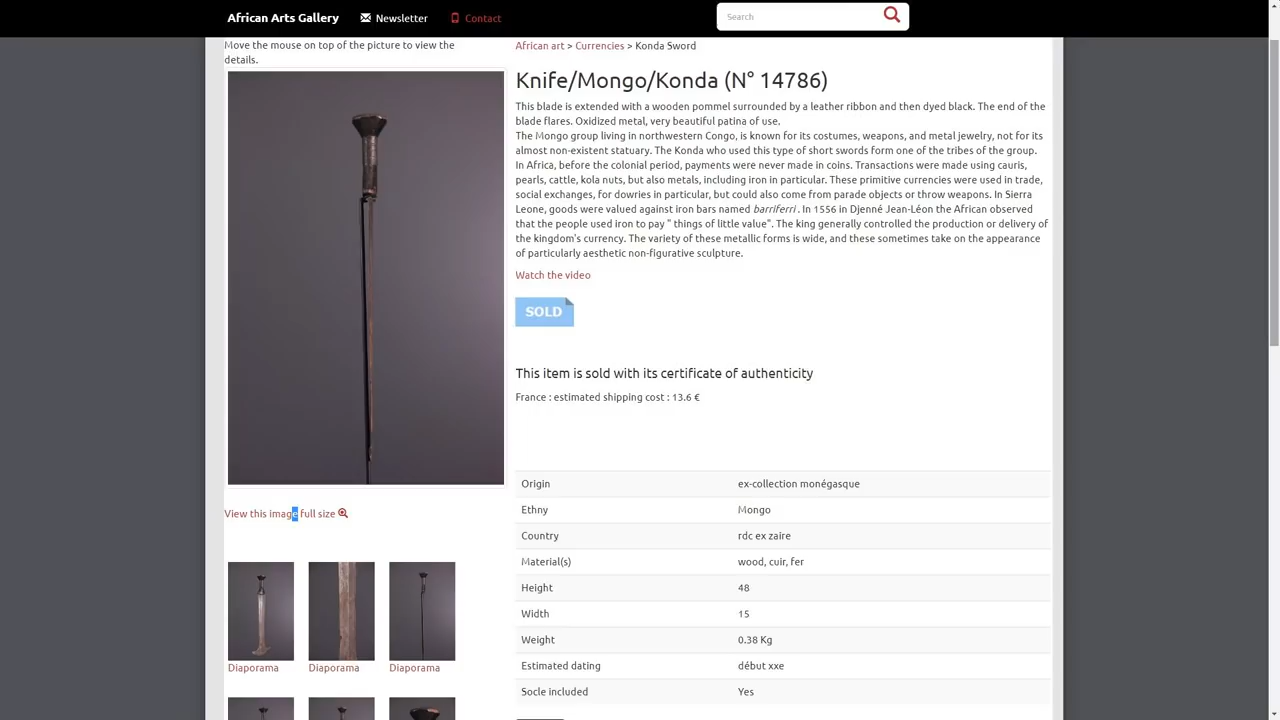 African Arts Gallery Newsletter Contact Search
Move the mouse on top of the picture to view the
details.
African art > Currencies > Konda Sword
Knife/Mongo/Konda (N° 14786)
This blade is extended with a wooden pommel surrounded by a leather ribbon and then dyed black. The end of the
blade flares. Oxidized metal, very beautiful patina of use.
The Mongo group living in northwestern Congo, is known for its costumes, weapons, and metal jewelry, not for its
almost non-existent statuary. The Konda who used this type of short swords form one of the tribes of the group.
In Africa, before the colonial period, payments were never made in coins. Transactions were made using cauris,
pearls, cattle, kola nuts, but also metals, including iron in particular. These primitive currencies were used in trade,
social exchanges, for dowries in particular, but could also come from parade objects or throw weapons. In Sierra
Leone, goods were valued against iron bars named barriferri . In 1556 in Djenné Jean-Léon the African observed
that the people used iron to pay " things of little value". The king generally controlled the production or delivery of
the kingdom's currency. The variety of these metallic forms is wide, and these sometimes take on the appearance
of particularly aesthetic non-figurative sculpture.
Watch the video
SOLD
This item is sold with its certificate of authenticity
France : estimated shipping cost : 13.6 €
Origin ex-collection monégasque
Ethny Mongo
Country rdc ex zaire
Material(s) wood, cuir, fer
Height 48
Width 15
Weight 0.38 Kg
Estimated dating début xxe
Socle included Yes
View this image full size
Diaporama Diaporama Diaporama